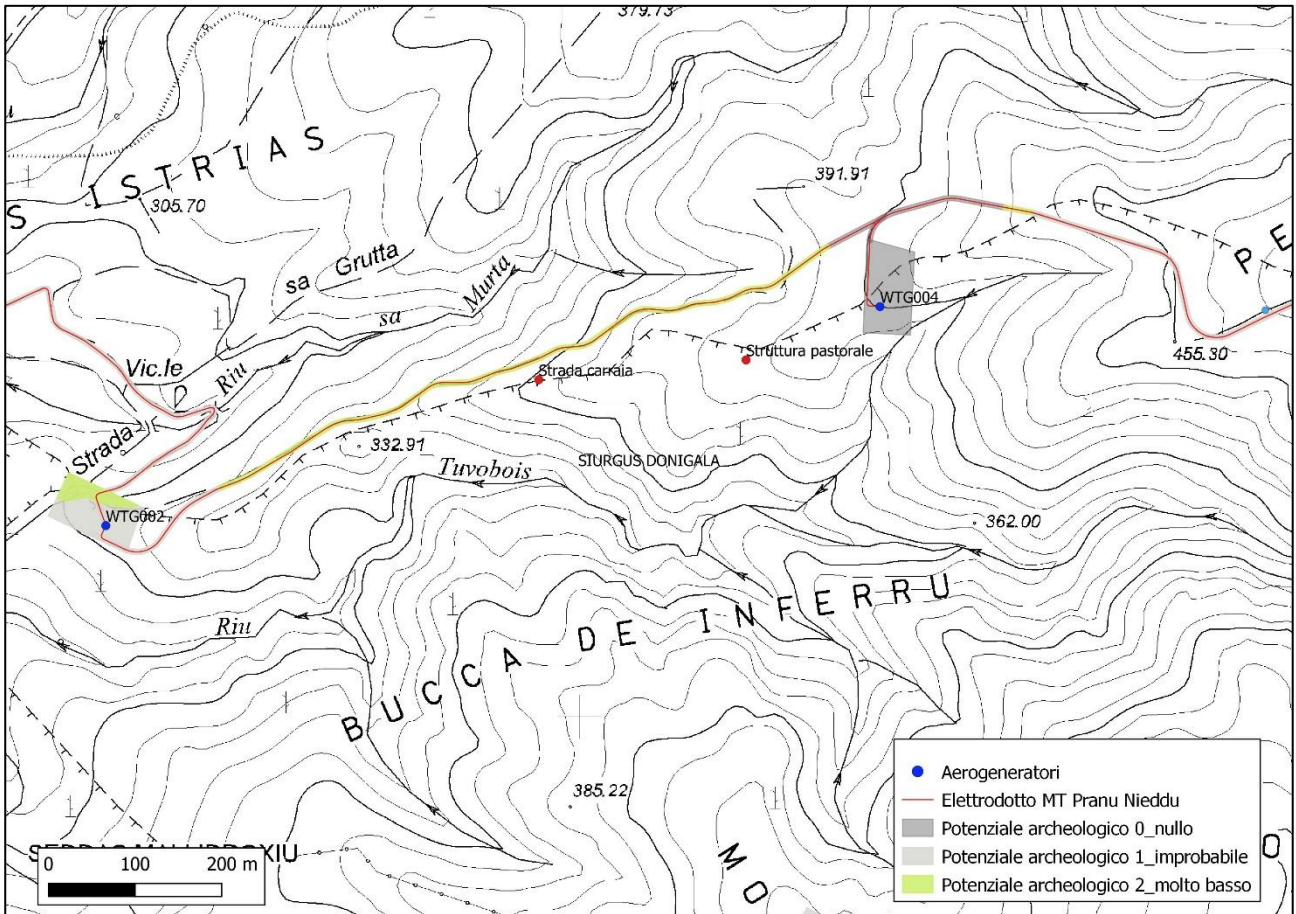 379.73
S ISTRIAS
305.70
391.91
sa Grutta
sa Murta
PE
WTG004
Struttura pastorale
455.30
Vic.le
Riu
Strada carraia
Strada
332.91
SIURGUS DONIGALA
Tuvobois
WTG002
362.00
Riu
BUCCA DE INFERRU
385.22
MO
O
0 100 200 m
Aerogeneratori
Elettrodotto MT Pranu Nieddu
Potenziale archeologico 0_nullo
Potenziale archeologico 1_improbabile
Potenziale archeologico 2_molto basso